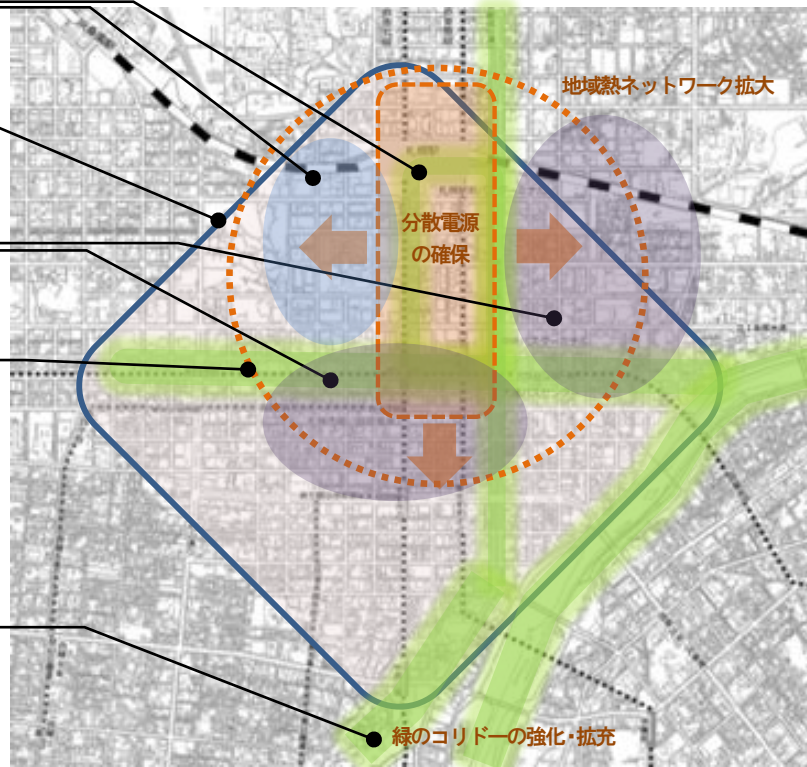 地域熱ネットワーク拡大
分散電源
の確保
緑のコリドーの強化・拡充